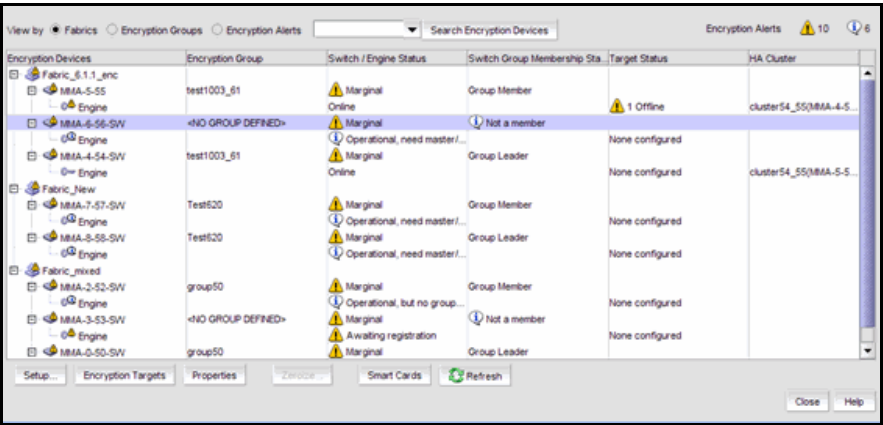 View by Fabrics Encryption Groups Encryption Alerts Search Encryption Devices Encryption Alerts 10 6
Encryption Devices Encryption Group Switch / Engine Status Switch Group Membership Sta... Target Status HA Cluster
Fabric_6.1.1_enc
MMA-5-55 test1003_61 Marginal Group Member
Engine Online 1 Offline cluster54_55(MMA-4-5...
MMA-6-56-SW <NO GROUP DEFINED> Marginal Not a member
Engine Operational, need master/... None configured
MMA-4-54-SW test1003_61 Marginal Group Leader
Engine Online None configured cluster54_55(MMA-5-5...
Fabric_New
MMA-7-57-SW Test620 Marginal Group Member
Engine Operational, need master/... None configured
MMA-8-58-SW Test620 Marginal Group Leader
Engine Operational, need master/... None configured
Fabric_mixed
MMA-2-52-SW group50 Marginal Group Member
Engine Operational, but no group... None configured
MMA-3-53-SW <NO GROUP DEFINED> Marginal Not a member
Engine Awaiting registration None configured
MMA-0-50-SW group50 Marginal Group Leader
Setup... Encryption Targets Properties Zeroize... Smart Cards Refresh
Close Help